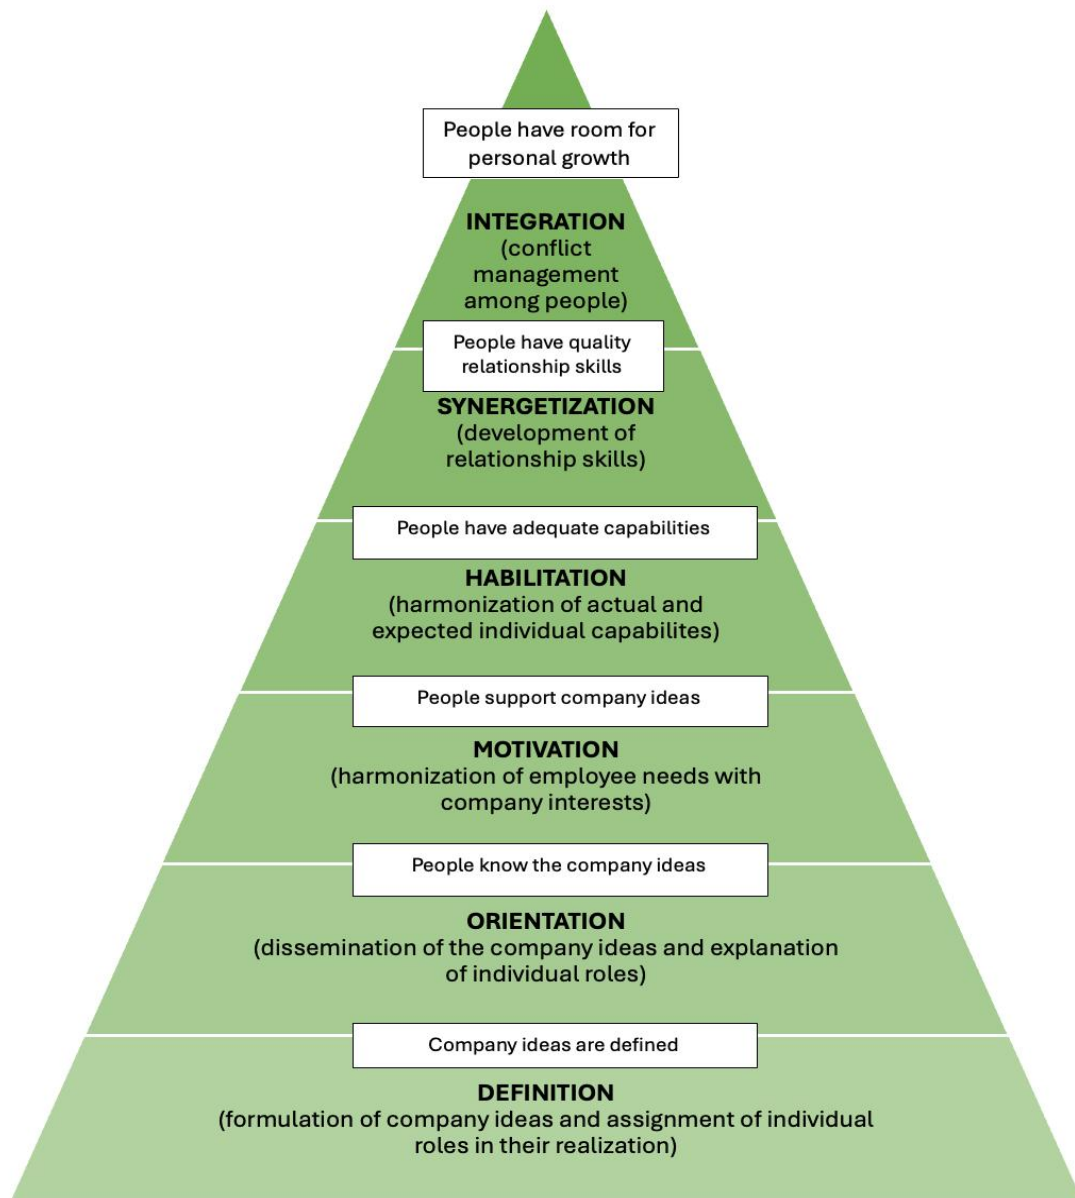 People have room for
personal growth
INTEGRATION
(conflict
management
among people)
People have quality
relationship skills
SYNERGETIZATION
(development of
relationship skills)
People have adequate capabilities
HABILITATION
(harmonization of actual and
expected individual capabilites)
People support company ideas
MOTIVATION
(harmonization of employee needs with
company interests)
People know the company ideas
ORIENTATION
(dissemination of the company ideas and explanation
of individual roles)
Company ideas are defined
DEFINITION
(formulation of company ideas and assignment of individual
roles in their realization)